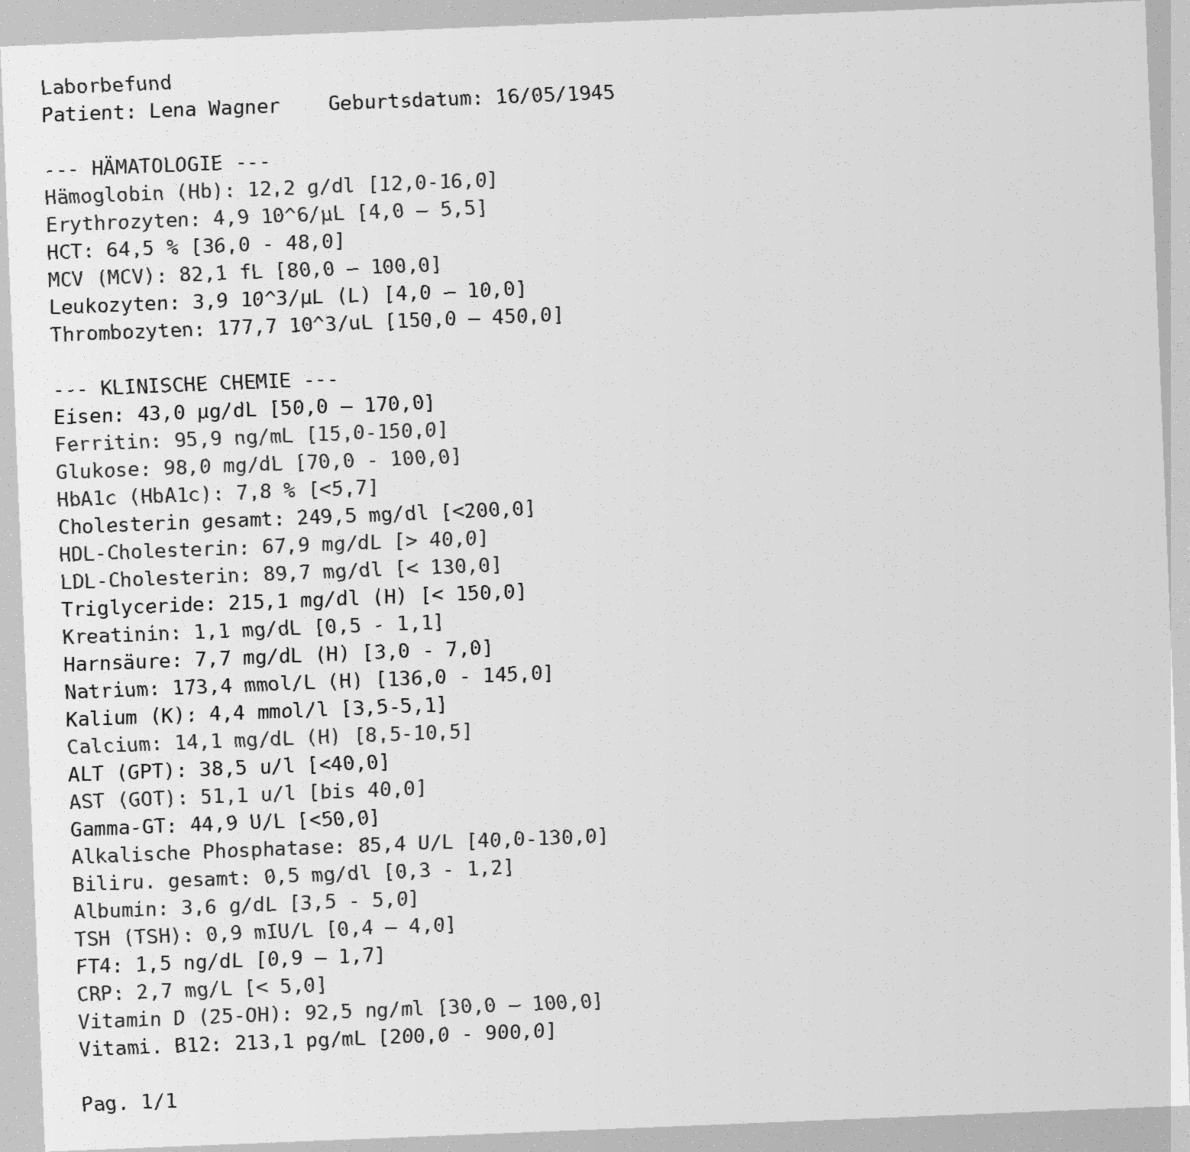 Laborbefund
Patient: Lena Wagner    Geburtsdatum: 16/05/1945

--- HÄMATOLOGIE ---
Hämoglobin (Hb): 12,2 g/dl [12,0-16,0]
Erythrozyten: 4,9 10^6/µL [4,0 – 5,5]
HCT: 64,5 % [36,0 - 48,0]
MCV (MCV): 82,1 fL [80,0 – 100,0]
Leukozyten: 3,9 10^3/µL (L) [4,0 – 10,0]
Thrombozyten: 177,7 10^3/uL [150,0 – 450,0]

--- KLINISCHE CHEMIE ---
Eisen: 43,0 µg/dL [50,0 – 170,0]
Ferritin: 95,9 ng/mL [15,0-150,0]
Glukose: 98,0 mg/dL [70,0 - 100,0]
HbA1c (HbA1c): 7,8 % [<5,7]
Cholesterin gesamt: 249,5 mg/dl [<200,0]
HDL-Cholesterin: 67,9 mg/dL [> 40,0]
LDL-Cholesterin: 89,7 mg/dl [< 130,0]
Triglyceride: 215,1 mg/dl (H) [< 150,0]
Kreatinin: 1,1 mg/dL [0,5 - 1,1]
Harnsäure: 7,7 mg/dL (H) [3,0 - 7,0]
Natrium: 173,4 mmol/L (H) [136,0 - 145,0]
Kalium (K): 4,4 mmol/l [3,5-5,1]
Calcium: 14,1 mg/dL (H) [8,5-10,5]
ALT (GPT): 38,5 u/l [<40,0]
AST (GOT): 51,1 u/l [bis 40,0]
Gamma-GT: 44,9 U/L [<50,0]
Alkalische Phosphatase: 85,4 U/L [40,0-130,0]
Biliru. gesamt: 0,5 mg/dl [0,3 - 1,2]
Albumin: 3,6 g/dL [3,5 - 5,0]
TSH (TSH): 0,9 mIU/L [0,4 – 4,0]
FT4: 1,5 ng/dL [0,9 – 1,7]
CRP: 2,7 mg/L [< 5,0]
Vitamin D (25-OH): 92,5 ng/ml [30,0 – 100,0]
Vitami. B12: 213,1 pg/mL [200,0 - 900,0]

Pag. 1/1